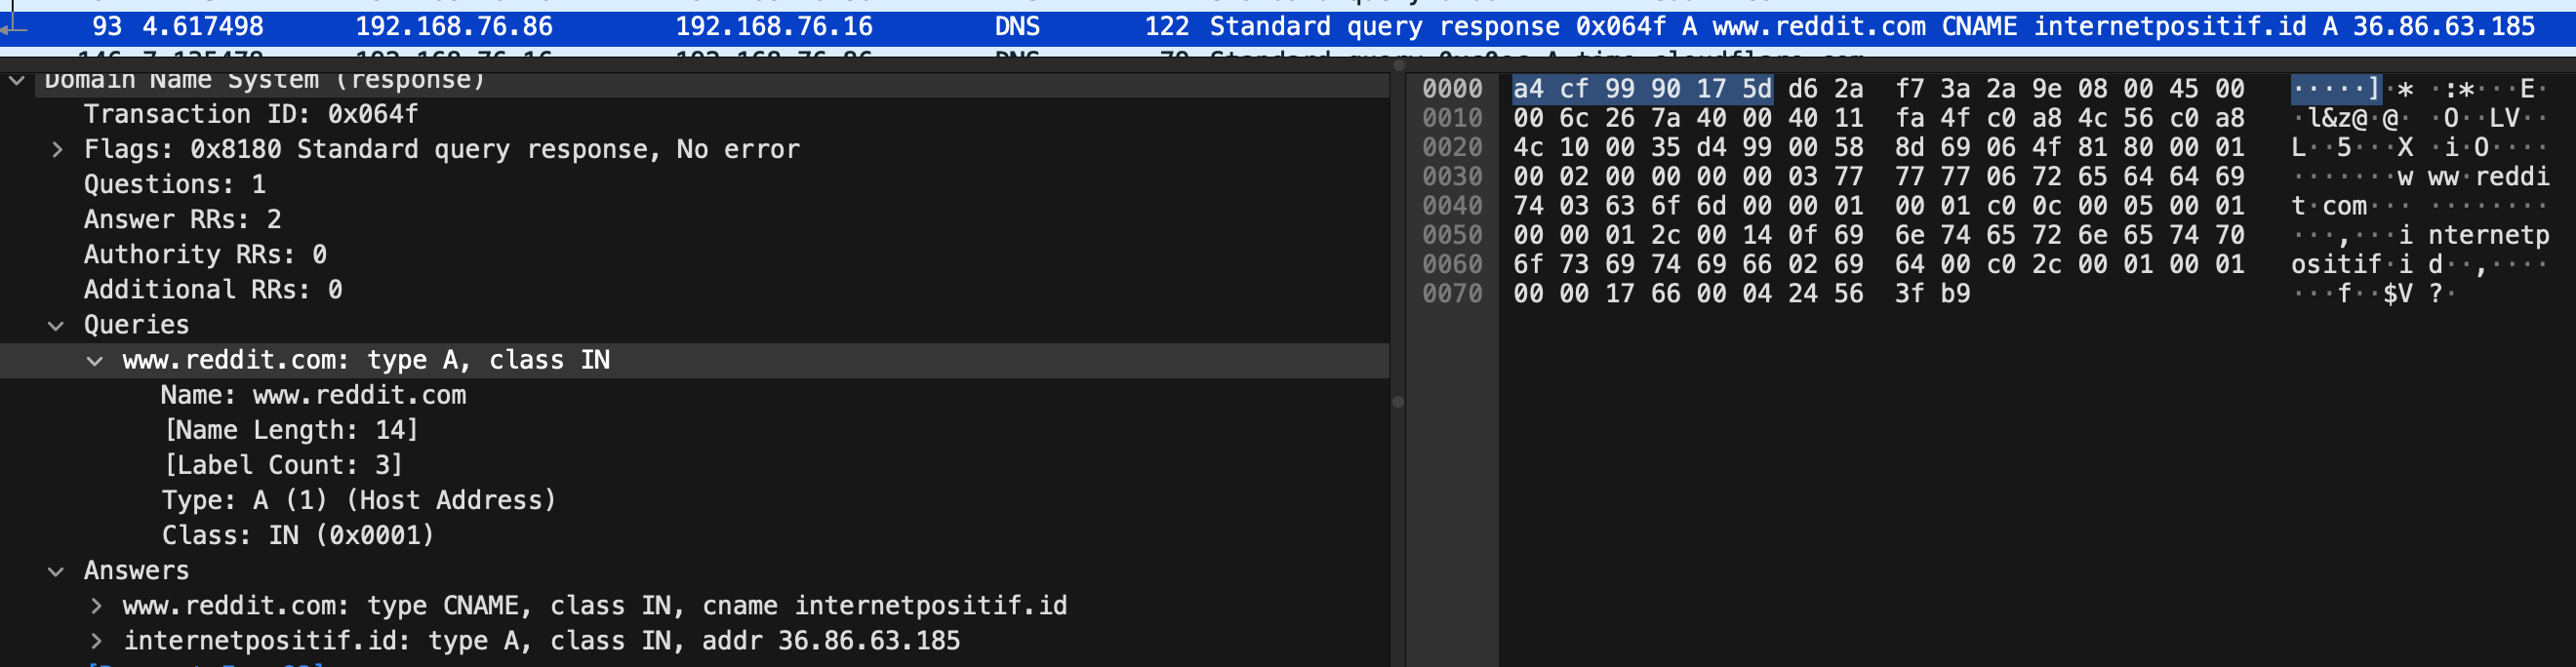 93 4.617498 192.168.76.86 192.168.76.16 DNS 122 Standard query response 0x064f A www.reddit.com CNAME internetpositif.id A 36.86.63.185
Domain Name System (response)
Transaction ID: 0x064f
Flags: 0x8180 Standard query response, No error
Questions: 1
Answer RRs: 2
Authority RRs: 0
Additional RRs: 0
Queries
www.reddit.com: type A, class IN
Name: www.reddit.com
[Name Length: 14]
[Label Count: 3]
Type: A (1) (Host Address)
Class: IN (0x0001)
Answers
www.reddit.com: type CNAME, class IN, cname internetpositif.id
internetpositif.id: type A, class IN, addr 36.86.63.185
0000 a4 cf 99 90 17 5d d6 2a f7 3a 2a 9e 08 00 45 00 ·····]·* ·:*···E·
0010 00 6c 26 7a 40 00 40 11 fa 4f c0 a8 4c 56 c0 a8 ·l&z@·@· ·O··LV··
0020 4c 10 00 35 d4 99 00 58 8d 69 06 4f 81 80 00 01 L··5···X ·i·O····
0030 00 02 00 00 00 00 03 77 77 77 06 72 65 64 64 69 ·······w ww·reddi
0040 74 03 63 6f 6d 00 00 01 00 01 c0 0c 00 05 00 01 t·com··· ········
0050 00 00 01 2c 00 14 0f 69 6e 74 65 72 6e 65 74 70 ···,···i nternetp
0060 6f 73 69 74 69 66 02 69 64 00 c0 2c 00 01 00 01 ositif·i d··,····
0070 00 00 17 66 00 04 24 56 3f b9 ···f··$V ?·